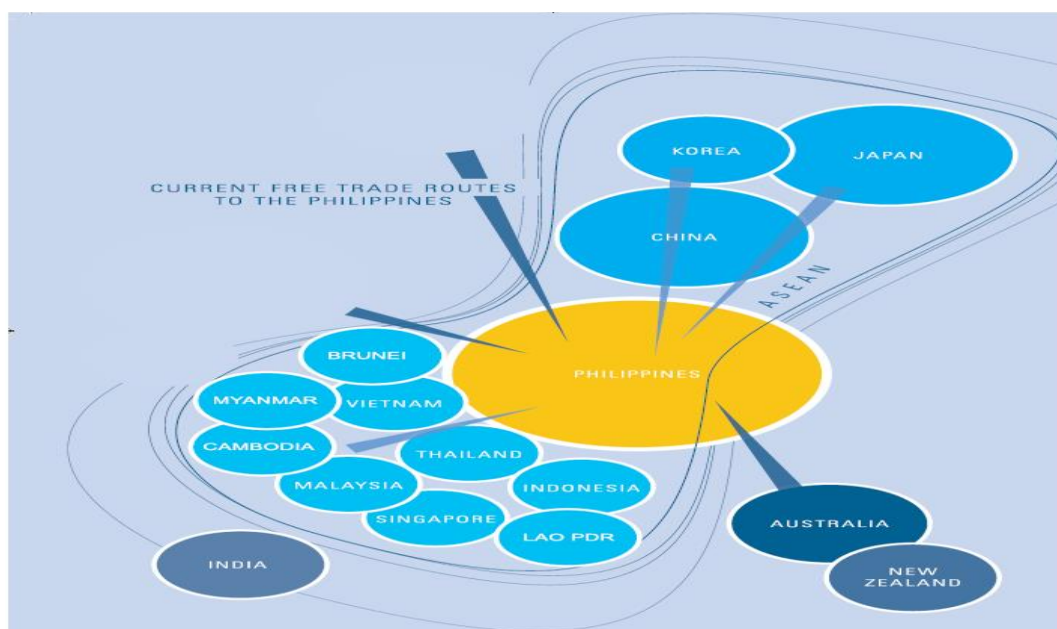 CURRENT FREE TRADE ROUTES
TO THE PHILIPPINES
KOREA
JAPAN
CHINA
ASEAN
PHILIPPINES
BRUNEI
MYANMAR
VIETNAM
CAMBODIA
THAILAND
MALAYSIA
INDONESIA
SINGAPORE
LAO PDR
INDIA
AUSTRALIA
NEW
ZEALAND